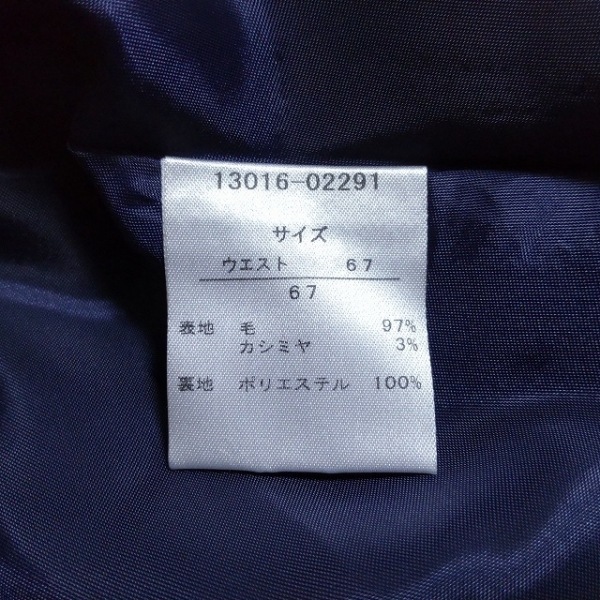 13016-02291
サイズ
ウエスト 67
67
表地 毛 97%
カシミヤ 3%
裏地 ポリエステル 100%